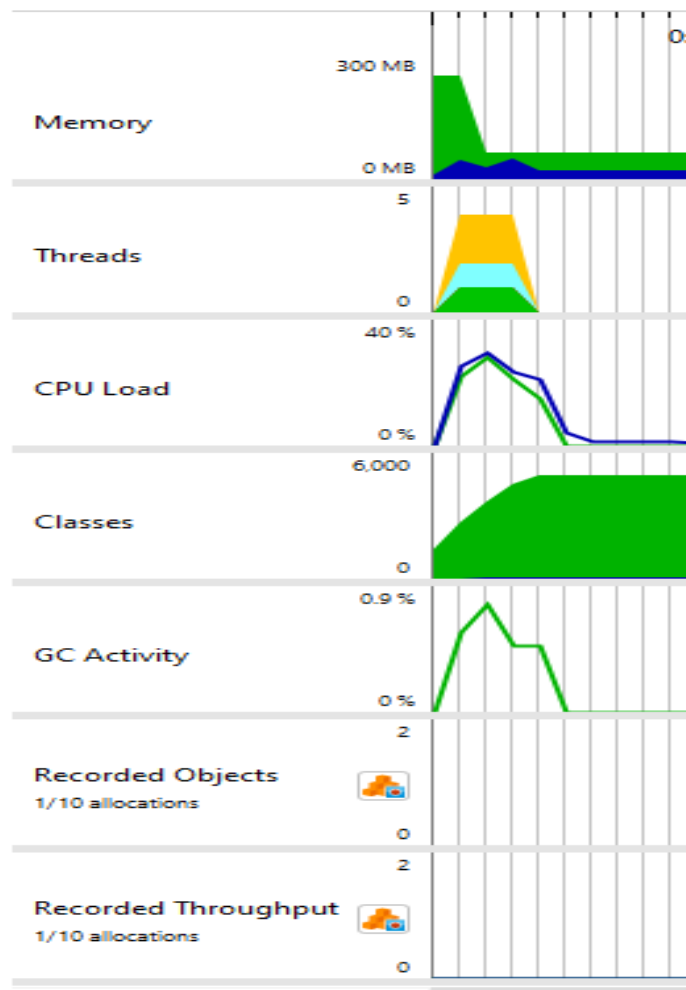 300 MB
Memory
0 MB
5
Threads
0
40 %
CPU Load
0 %
6,000
Classes
0
0.9 %
GC Activity
0 %
2
Recorded Objects
1/10 allocations
0
2
Recorded Throughput
1/10 allocations
0